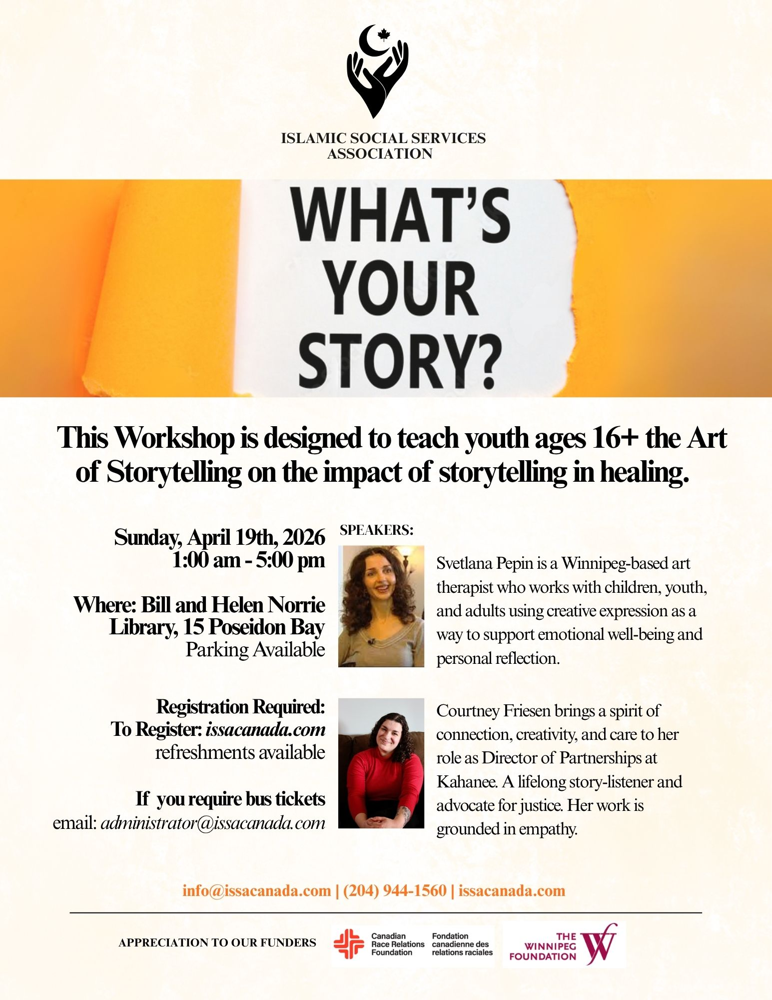 ISLAMIC SOCIAL SERVICES
ASSOCIATION
WHAT'S
YOUR
STORY?
This Workshop is designed to teach youth ages 16+ the Art
of Storytelling on the impact of storytelling in healing.
Sunday, April 19th, 2026
1:00 am - 5:00 pm
Where: Bill and Helen Norrie
Library, 15 Poseidon Bay
Parking Available
Registration Required:
To Register: issacanada.com
refreshments available
If you require bus tickets
email: administrator@issacanada.com
SPEAKERS:
Svetlana Pepin is a Winnipeg-based art
therapist who works with children, youth,
and adults using creative expression as a
way to support emotional well-being and
personal reflection.
Courtney Friesen brings a spirit of
connection, creativity, and care to her
role as Director of Partnerships at
Kahanee. A lifelong story-listener and
advocate for justice. Her work is
grounded in empathy.
info@issacanada.com | (204) 944-1560 | issacanada.com
APPRECIATION TO OUR FUNDERS
Canadian
Race Relations
Foundation
Fondation
canadienne des
relations raciales
THE
WINNIPEG
FOUNDATION